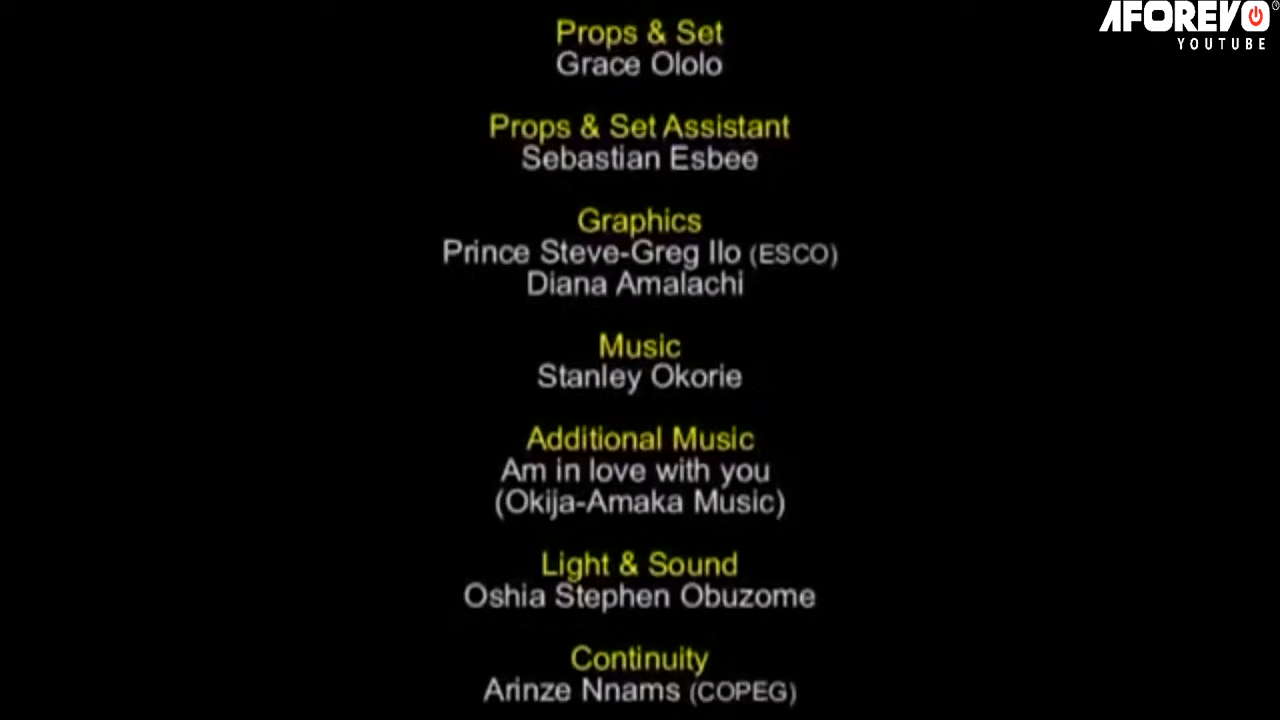 AFOREVO
YOUTUBE
Props & Set
Grace Ololo
Props & Set Assistant
Sebastian Esbee
Graphics
Prince Steve-Greg Ilo (ESCO)
Diana Amalachi
Music
Stanley Okorie
Additional Music
Am in love with you
(Okija-Amaka Music)
Light & Sound
Oshia Stephen Obuzome
Continuity
Arinze Nnams (COPEG)